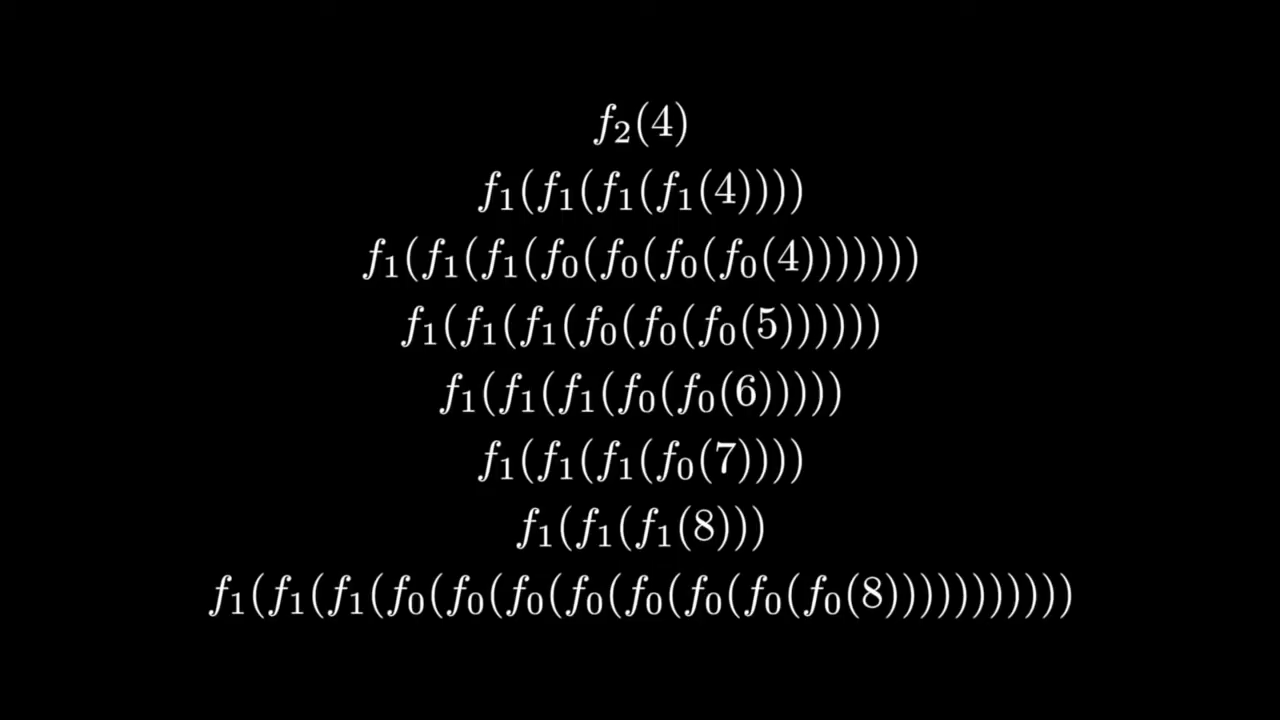 f₂(4)
f₁(f₁(f₁(f₁(4))))
f₁(f₁(f₁(f₀(f₀(f₀(f₀(4)))))))
f₁(f₁(f₁(f₀(f₀(f₀(5))))))
f₁(f₁(f₁(f₀(f₀(6)))))
f₁(f₁(f₁(f₀(7))))
f₁(f₁(f₁(8)))
f₁(f₁(f₁(f₀(f₀(f₀(f₀(f₀(f₀(f₀(f₀(8)))))))))))